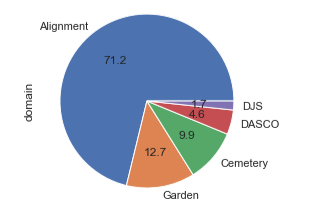 Alignment
71.2
domain
1.7
DJS
4.6
DASCO
9.9
Cemetery
12.7
Garden